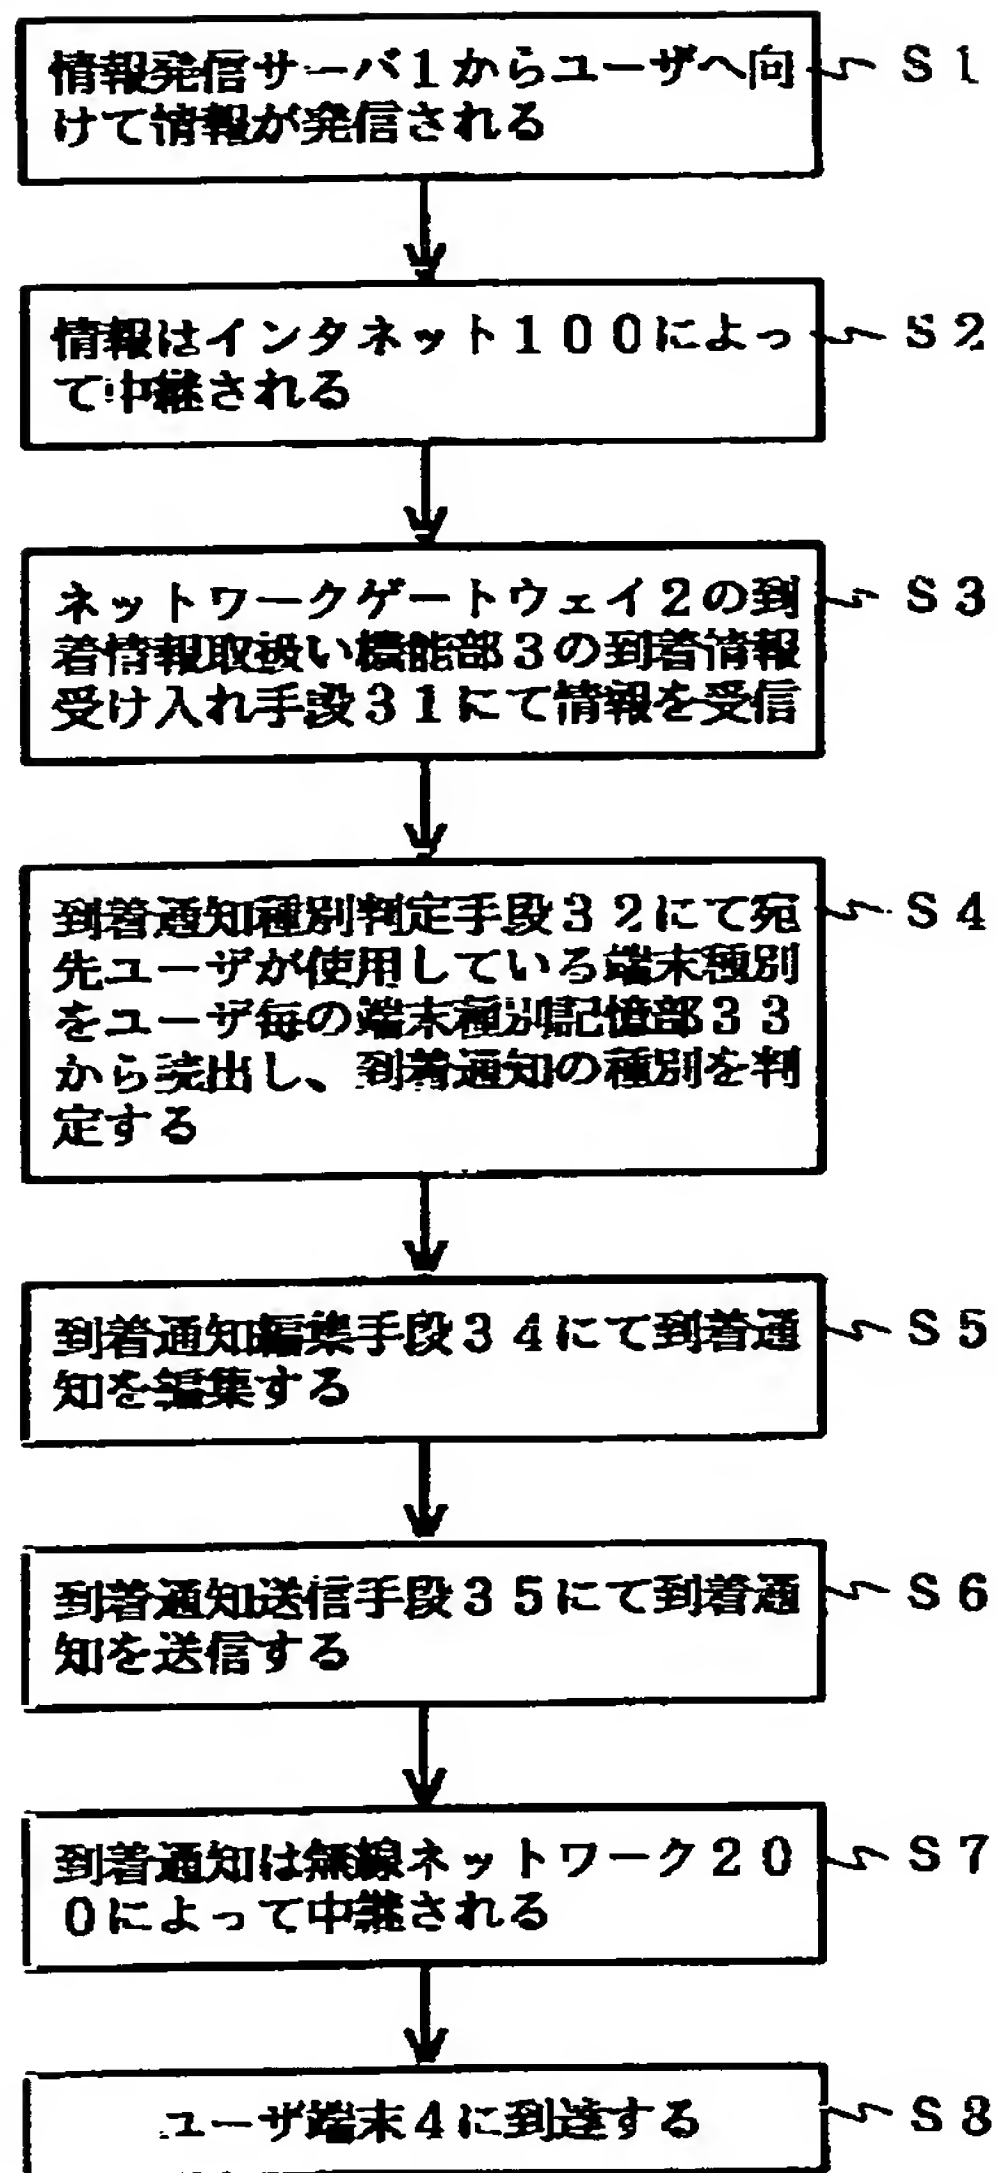 情報発信サーバ1からユーザへ向 S1
けて情報が発信される
情報はインタネット100によっ S2
て中継される
ネットワークゲートウェイ2の到 S3
着情報取扱い機能部3の到着情報
受け入れ手段31にて情報を受信
到着通知種別判定手段32にて宛 S4
先ユーザが使用している端末種別
をユーザ毎の端末種別記憶部33
から読出し、到着通知の種別を判
定する
到着通知編集手段34にて到着通 S5
知を編集する
到着通知送信手段35にて到着通 S6
知を送信する
到着通知は無線ネットワーク20 S7
0によって中継される
ユーザ端末4に到達する S8